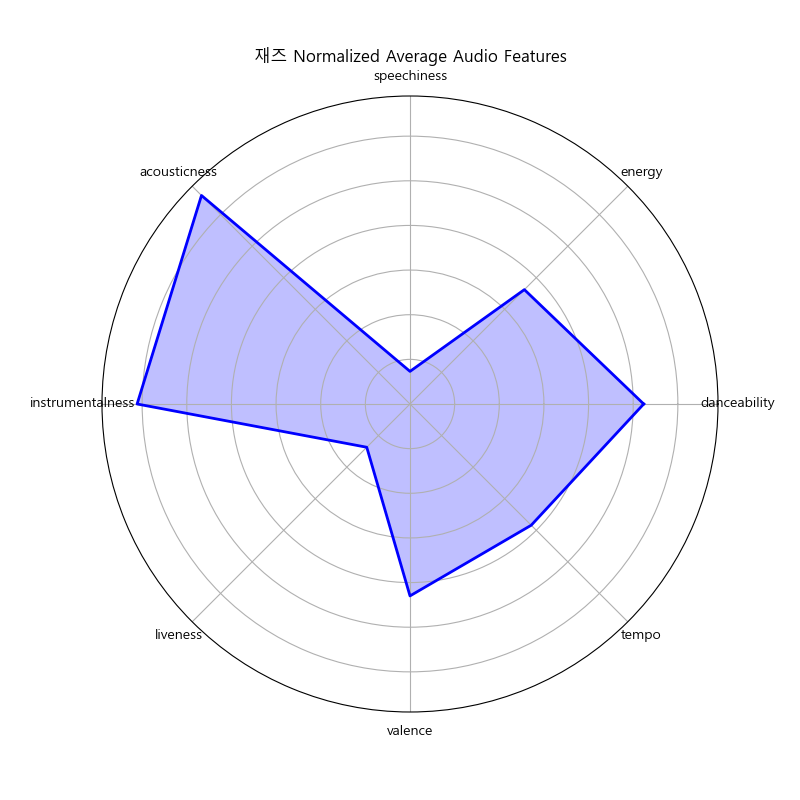 재즈 Normalized Average Audio Features
speechiness
acousticness
energy
instrumentalness
danceability
liveness
tempo
valence